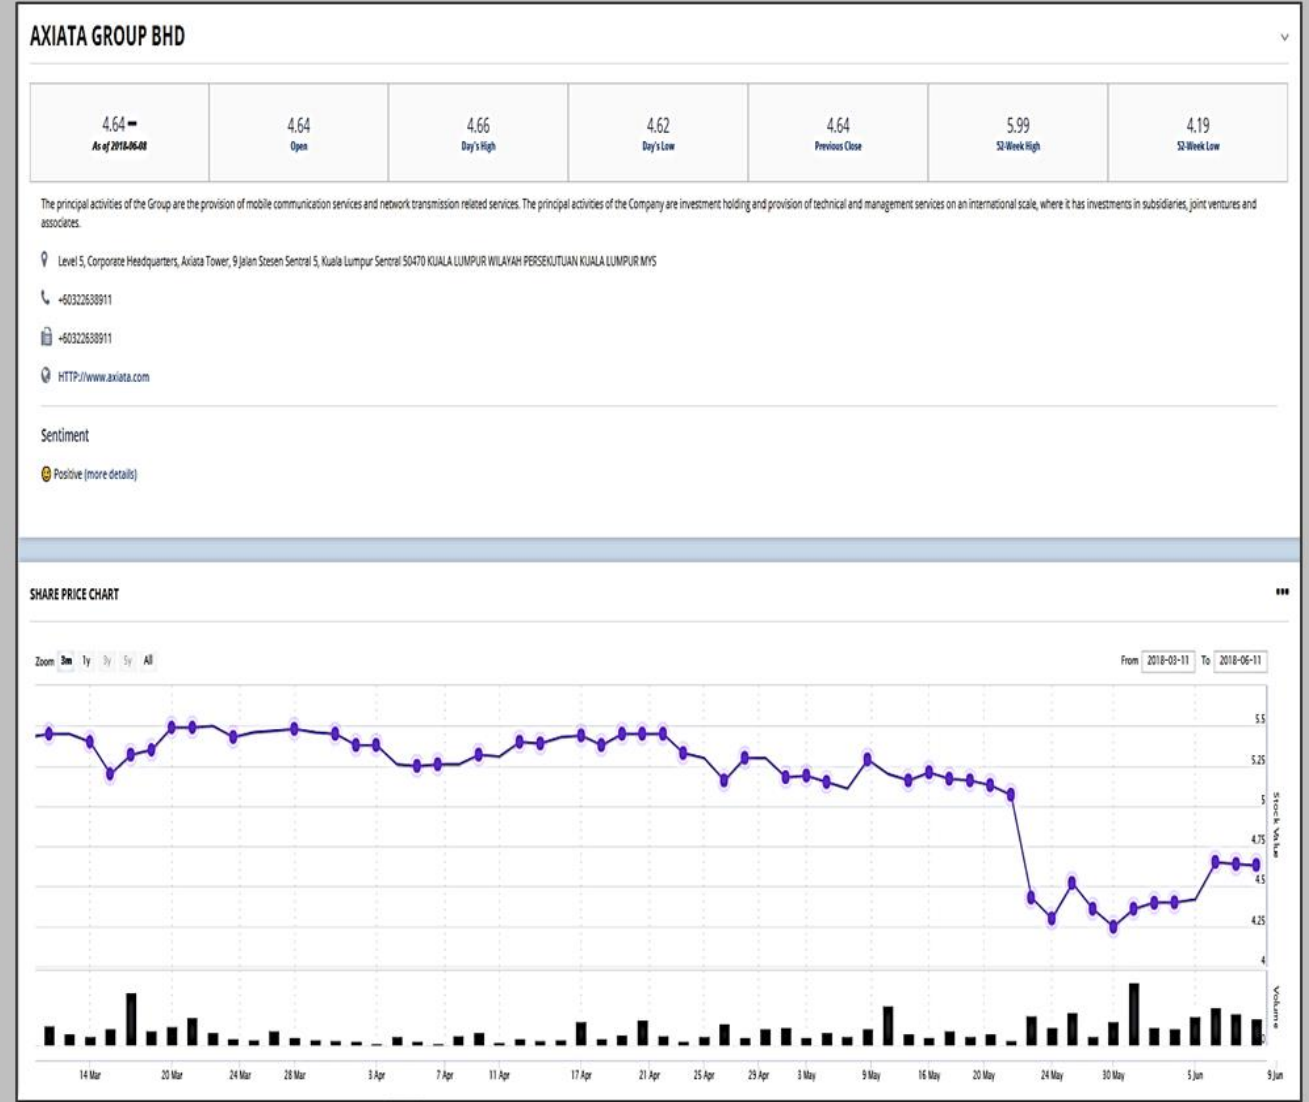 AXIATA GROUP BHD
4.64
As of 2018-06-08
4.64
Open
4.66
Day's High
4.62
Day's Low
4.64
Previous Close
5.99
52-Week High
4.19
52-Week Low
The principal activities of the Group are the provision of mobile communication services and network transmission related services. The principal activities of the Company are investment holding and provision of technical and management services on an international scale, where it has investments in subsidiaries, joint ventures and
associates.
Level 5, Corporate Headquarters, Axiata Tower, 9 Jalan Stesen Sentral 5, Kuala Lumpur Sentral 50470 KUALA LUMPUR WILAYAH PERSEKUTUAN KUALA LUMPUR MYS
+60322638911
+60322638911
HTTP://www.axiata.com
Sentiment
Positive (more details)
SHARE PRICE CHART
Zoom 3m 1y 3y 5y All
From 2018-03-11 To 2018-06-11
5.5
5.25
5
4.75
4.5
4.25
4
Stock Value
Volume
0
14 Mar 20 Mar 24 Mar 28 Mar 3 Apr 7 Apr 11 Apr 17 Apr 21 Apr 25 Apr 29 Apr 3 May 9 May 16 May 20 May 24 May 30 May 5 Jun 9 Jun